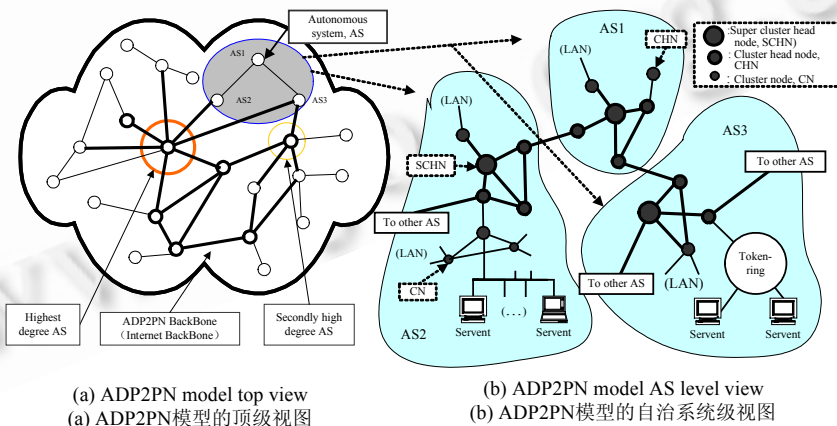 Autonomous
system, AS
AS1
AS2
AS3
Highest
degree AS
ADP2PN BackBone
（Internet BackBone）
Secondly high
degree AS
(a) ADP2PN model top view
(a) ADP2PN模型的顶级视图
AS1
(LAN)
CHN
:Super cluster head
node, SCHN)
: Cluster head node,
CHN
: Cluster node, CN
(LAN)
SCHN
To other AS
(LAN)
CN
(...)
Servent
Servent
AS2
AS3
To other AS
Token-
ring
To other AS
(LAN)
Servent
Servent
(b) ADP2PN model AS level view
(b) ADP2PN模型的自治系统级视图